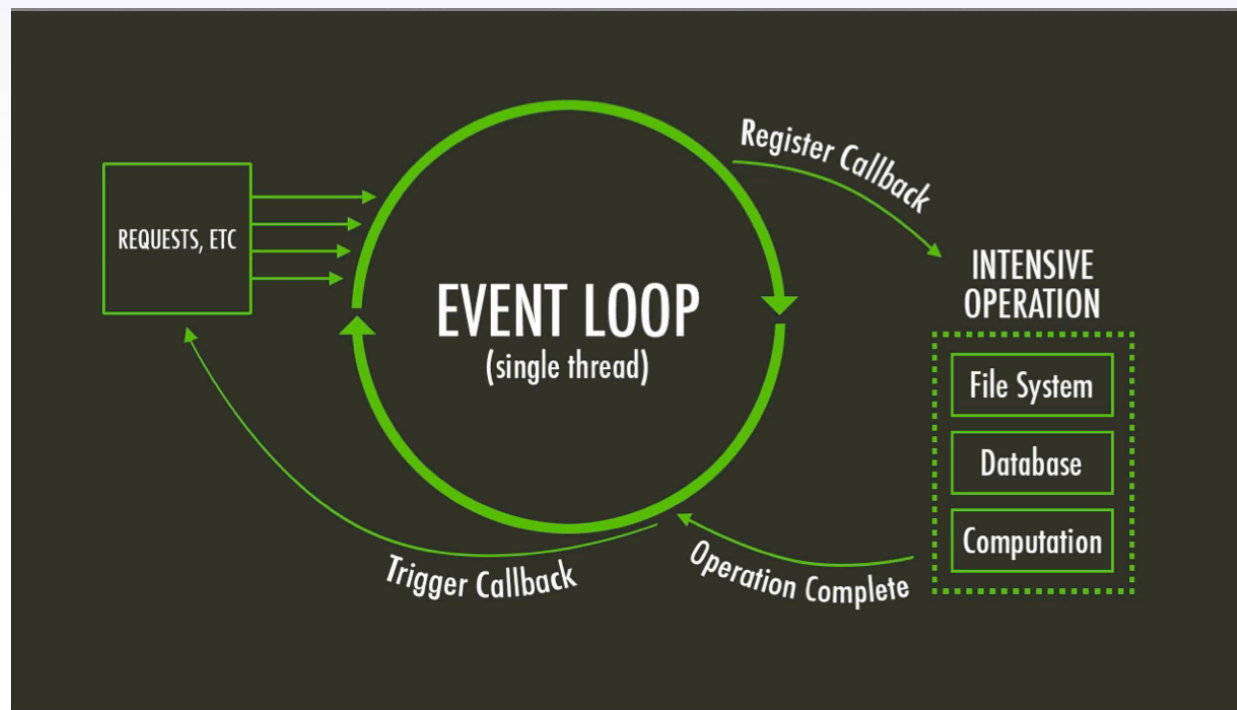 REQUESTS, ETC
EVENT LOOP
(single thread)
Register Callback
INTENSIVE
OPERATION
File System
Database
Computation
Operation Complete
Trigger Callback